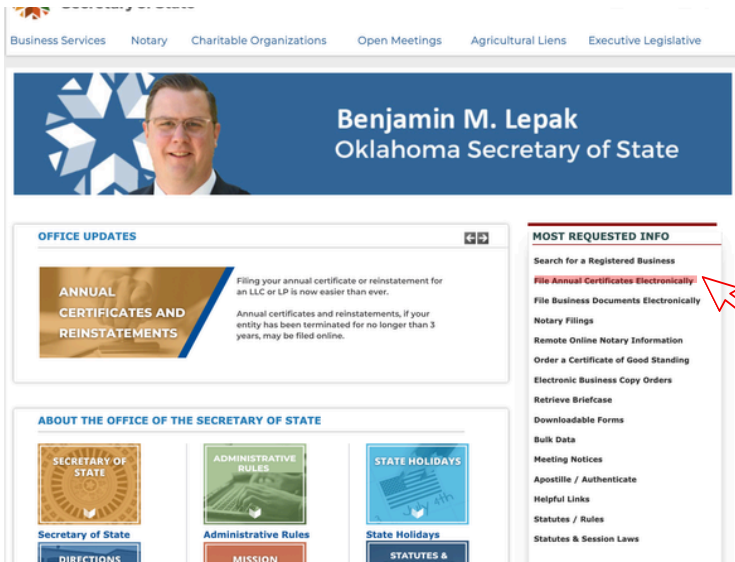 Business Services Notary Charitable Organizations Open Meetings Agricultural Liens Executive Legislative
Benjamin M. Lepak
Oklahoma Secretary of State
OFFICE UPDATES
ANNUAL
CERTIFICATES AND
REINSTATEMENTS
Filing your annual certificate or reinstatement for
an LLC or LP is now easier than ever.
Annual certificates and reinstatements, if your
entity has been terminated for no longer than 3
years, may be filed online.
MOST REQUESTED INFO
Search for a Registered Business
File Annual Certificates Electronically
File Business Documents Electronically
Notary Filings
Remote Online Notary Information
Order a Certificate of Good Standing
Electronic Business Copy Orders
Retrieve Briefcase
Downloadable Forms
Bulk Data
Meeting Notices
Apostille / Authenticate
Helpful Links
Statutes / Rules
Statutes & Session Laws
ABOUT THE OFFICE OF THE SECRETARY OF STATE
SECRETARY OF
STATE
Secretary of State
ADMINISTRATIVE
RULES
Administrative Rules
STATE HOLIDAYS
July 4th
State Holidays
DIRECTIONS
MISSION
STATUTES &